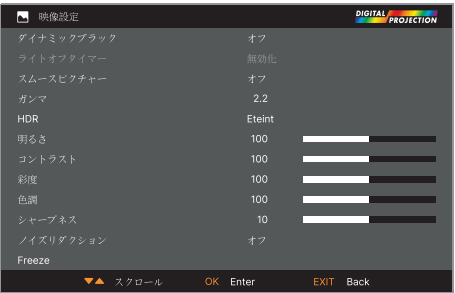 映像設定
DIGITAL PROJECTION
ダイナミックブラック オフ
ライトオフタイマー 無効化
スムースピクチャー オフ
ガンマ 2.2
HDR Eteint
明るさ 100
コントラスト 100
彩度 100
色調 100
シャープネス 10
ノイズリダクション オフ
Freeze
▼▲ スクロール OK Enter EXIT Back